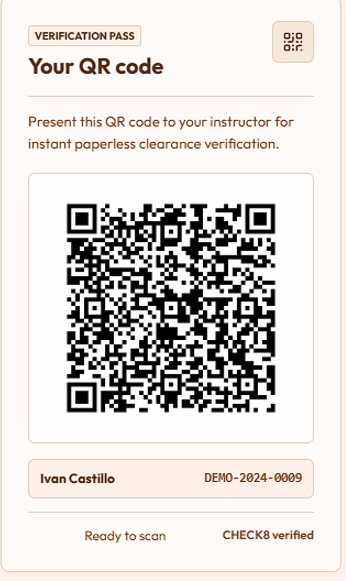 VERIFICATION PASS
Your QR code
Present this QR code to your instructor for
instant paperless clearance verification.
Ivan Castillo DEMO-2024-0009
Ready to scan CHECK8 verified